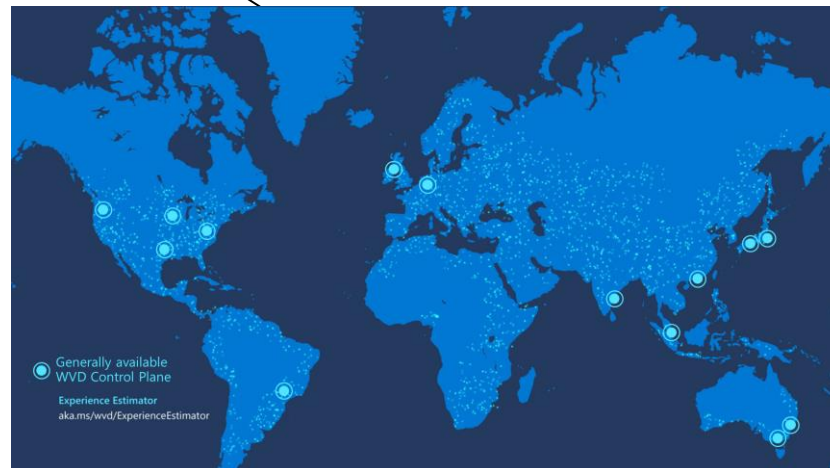 Generally available
WVD Control Plane
Experience Estimator
aka.ms/wvd/ExperienceEstimator